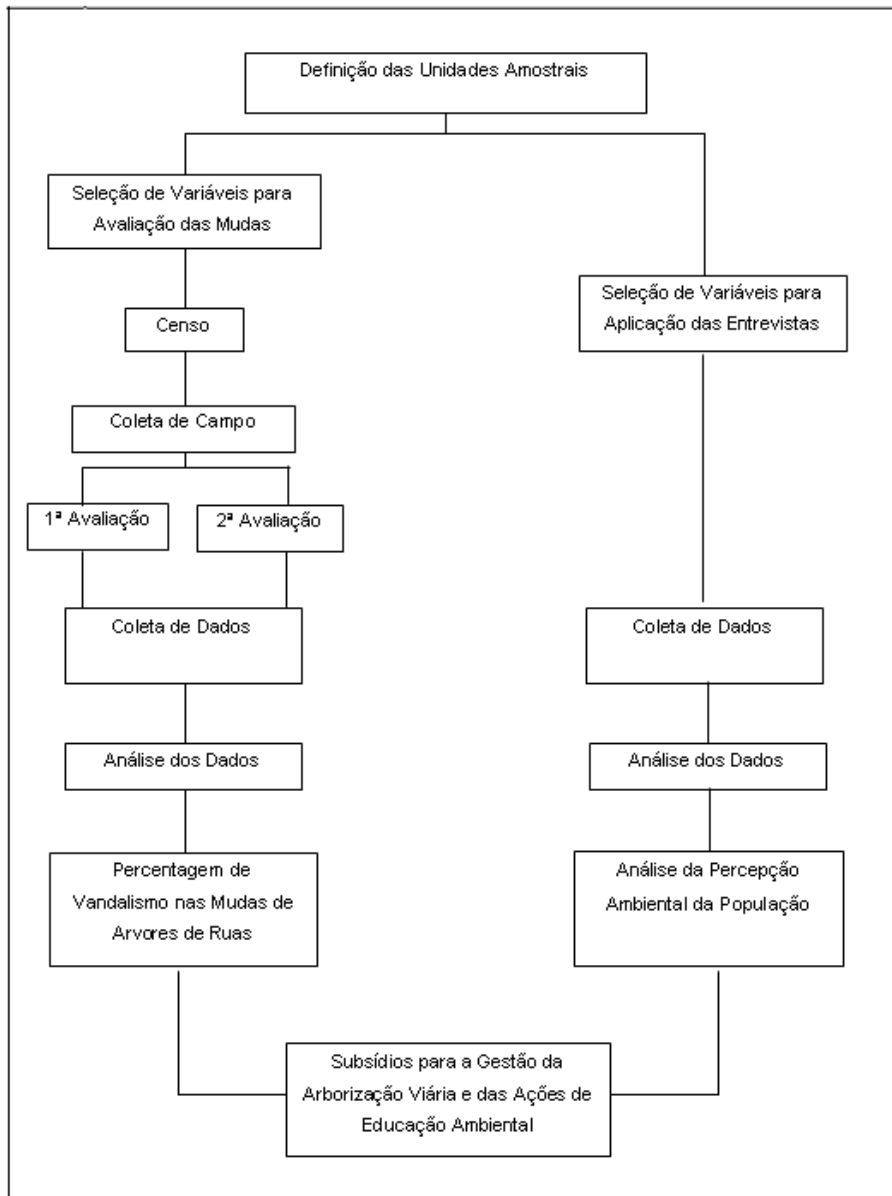 Definição das Unidades Amostrais
Seleção de Variáveis para
Avaliação das Mudas
Seleção de Variáveis para
Aplicação das Entrevistas
Censo
Coleta de Campo
1ª Avaliação
2ª Avaliação
Coleta de Dados
Coleta de Dados
Análise dos Dados
Análise dos Dados
Percentagem de
Vandalismo nas Mudas de
Arvores de Ruas
Análise da Percepção
Ambiental da População
Subsídios para a Gestão da
Arborização Viária e das Ações de
Educação Ambiental